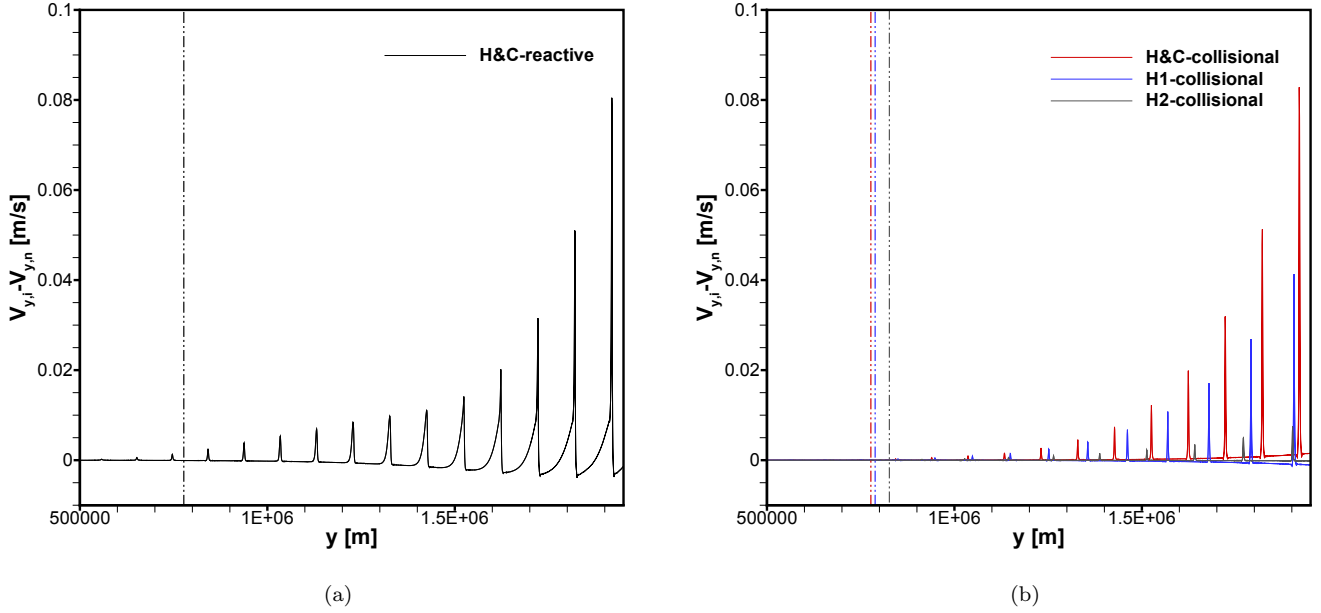 0.1
0.08
0.06
0.04
0.02
0
V_{y,i}-V_{y,n} [m/s]
H&C-reactive
500000
1E+06
1.5E+06
y [m]
(a)
0.1
0.08
0.06
0.04
0.02
0
V_{y,i}-V_{y,n} [m/s]
H&C-collisional
H1-collisional
H2-collisional
500000
1E+06
1.5E+06
y [m]
(b)